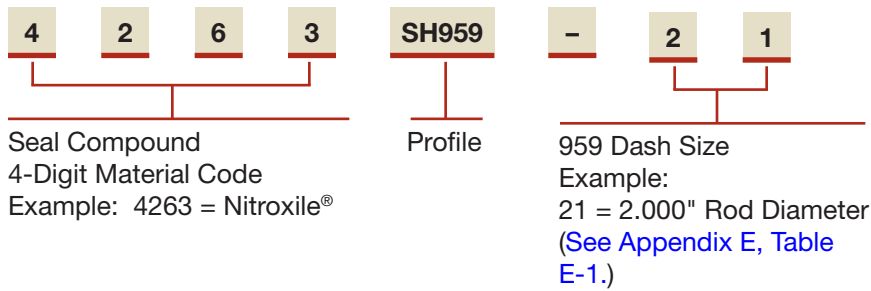 4 2 6 3 SH959 – 2 1
Seal Compound
4-Digit Material Code
Example: 4263 = Nitroxile®
Profile
959 Dash Size
Example:
21 = 2.000" Rod Diameter
(See Appendix E, Table
E-1.)